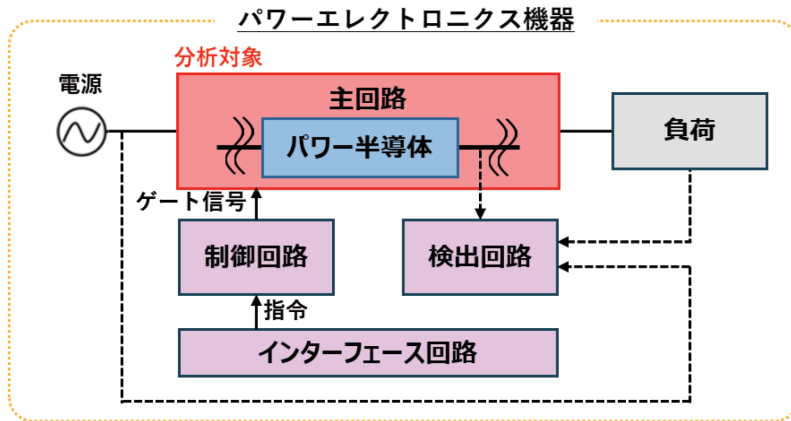 パワーエレクトロニクス機器
分析対象
電源
主回路
パワー半導体
負荷
ゲート信号
制御回路
検出回路
指令
インターフェース回路